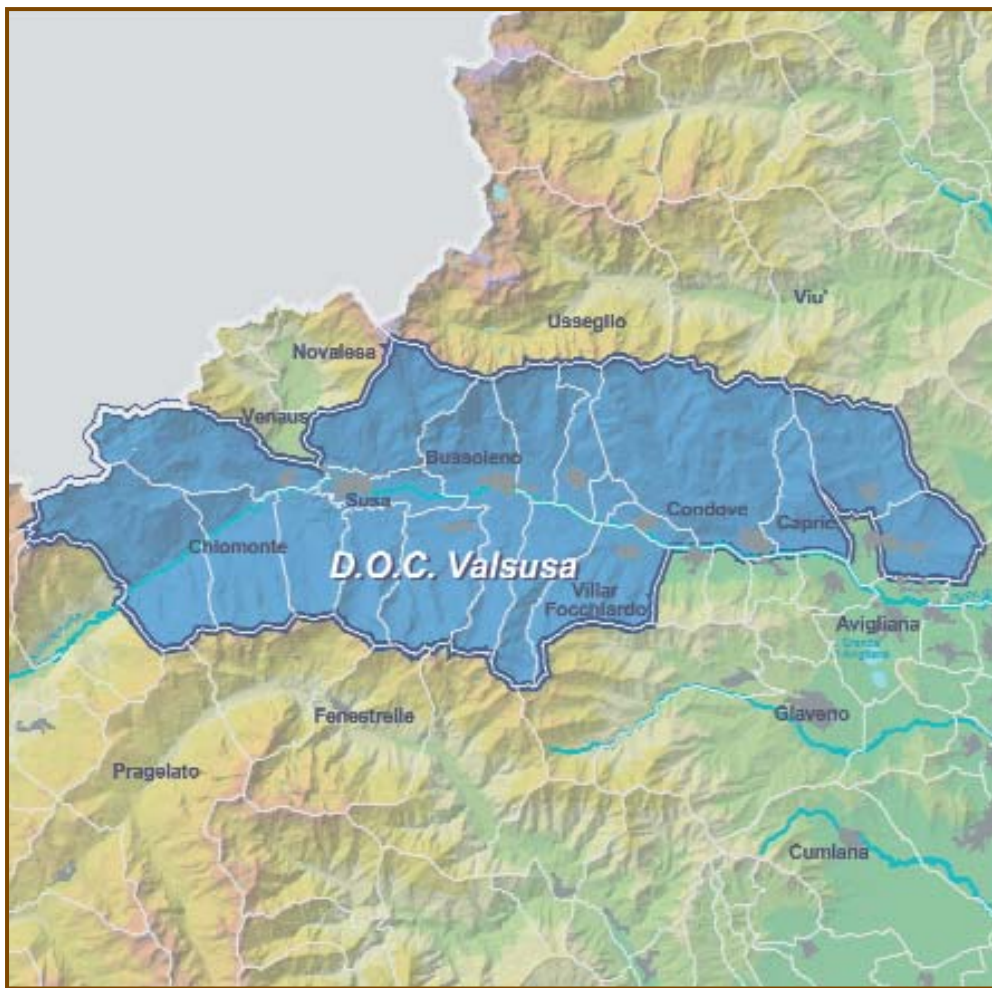 Viu'
Usseglio
Novalesa
Venaus
Bussoleno
Susa
Condove
Caprie
Chiomonte
D.O.C. Valsusa
Villar
Focchiardo
Avigliana
Fenestrelle
Giaveno
Pragelato
Cumiana